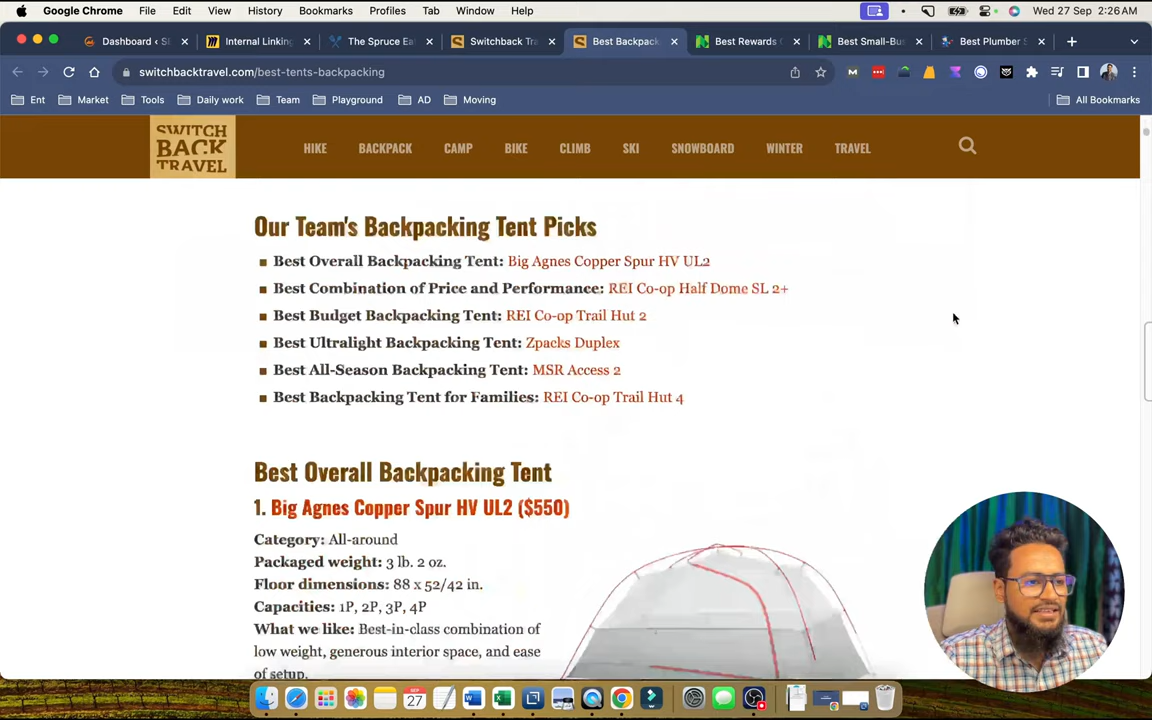 Google Chrome File Edit View History Bookmarks Profiles Tab Window Help Wed 27 Sep 2:26 AM
Dashboard ‹ S Internal Linking The Spruce Ea Switchback Tra Best Backpack Best Rewards C Best Small-Bus Best Plumber S
switchbacktravel.com/best-tents-backpacking
Ent Market Tools Daily work Team Playground AD Moving All Bookmarks
SWITCH
BACK
TRAVEL
HIKE BACKPACK CAMP BIKE CLIMB SKI SNOWBOARD WINTER TRAVEL
Our Team's Backpacking Tent Picks
Best Overall Backpacking Tent: Big Agnes Copper Spur HV UL2
Best Combination of Price and Performance: REI Co-op Half Dome SL 2+
Best Budget Backpacking Tent: REI Co-op Trail Hut 2
Best Ultralight Backpacking Tent: Zpacks Duplex
Best All-Season Backpacking Tent: MSR Access 2
Best Backpacking Tent for Families: REI Co-op Trail Hut 4
Best Overall Backpacking Tent
1. Big Agnes Copper Spur HV UL2 ($550)
Category: All-around
Packaged weight: 3 lb. 2 oz.
Floor dimensions: 88 x 52/42 in.
Capacities: 1P, 2P, 3P, 4P
What we like: Best-in-class combination of
low weight, generous interior space, and ease
of setup.
SEP
27